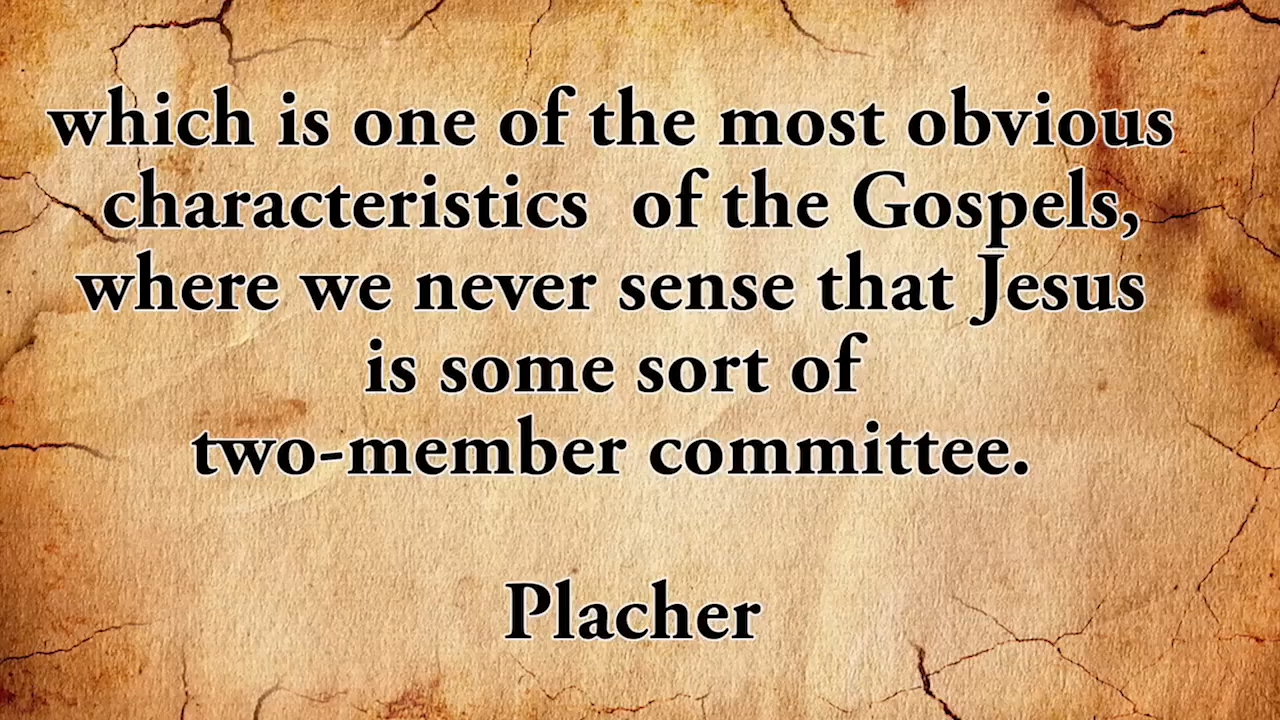 which is one of the most obvious
characteristics of the Gospels,
where we never sense that Jesus
is some sort of
two-member committee.
Placher